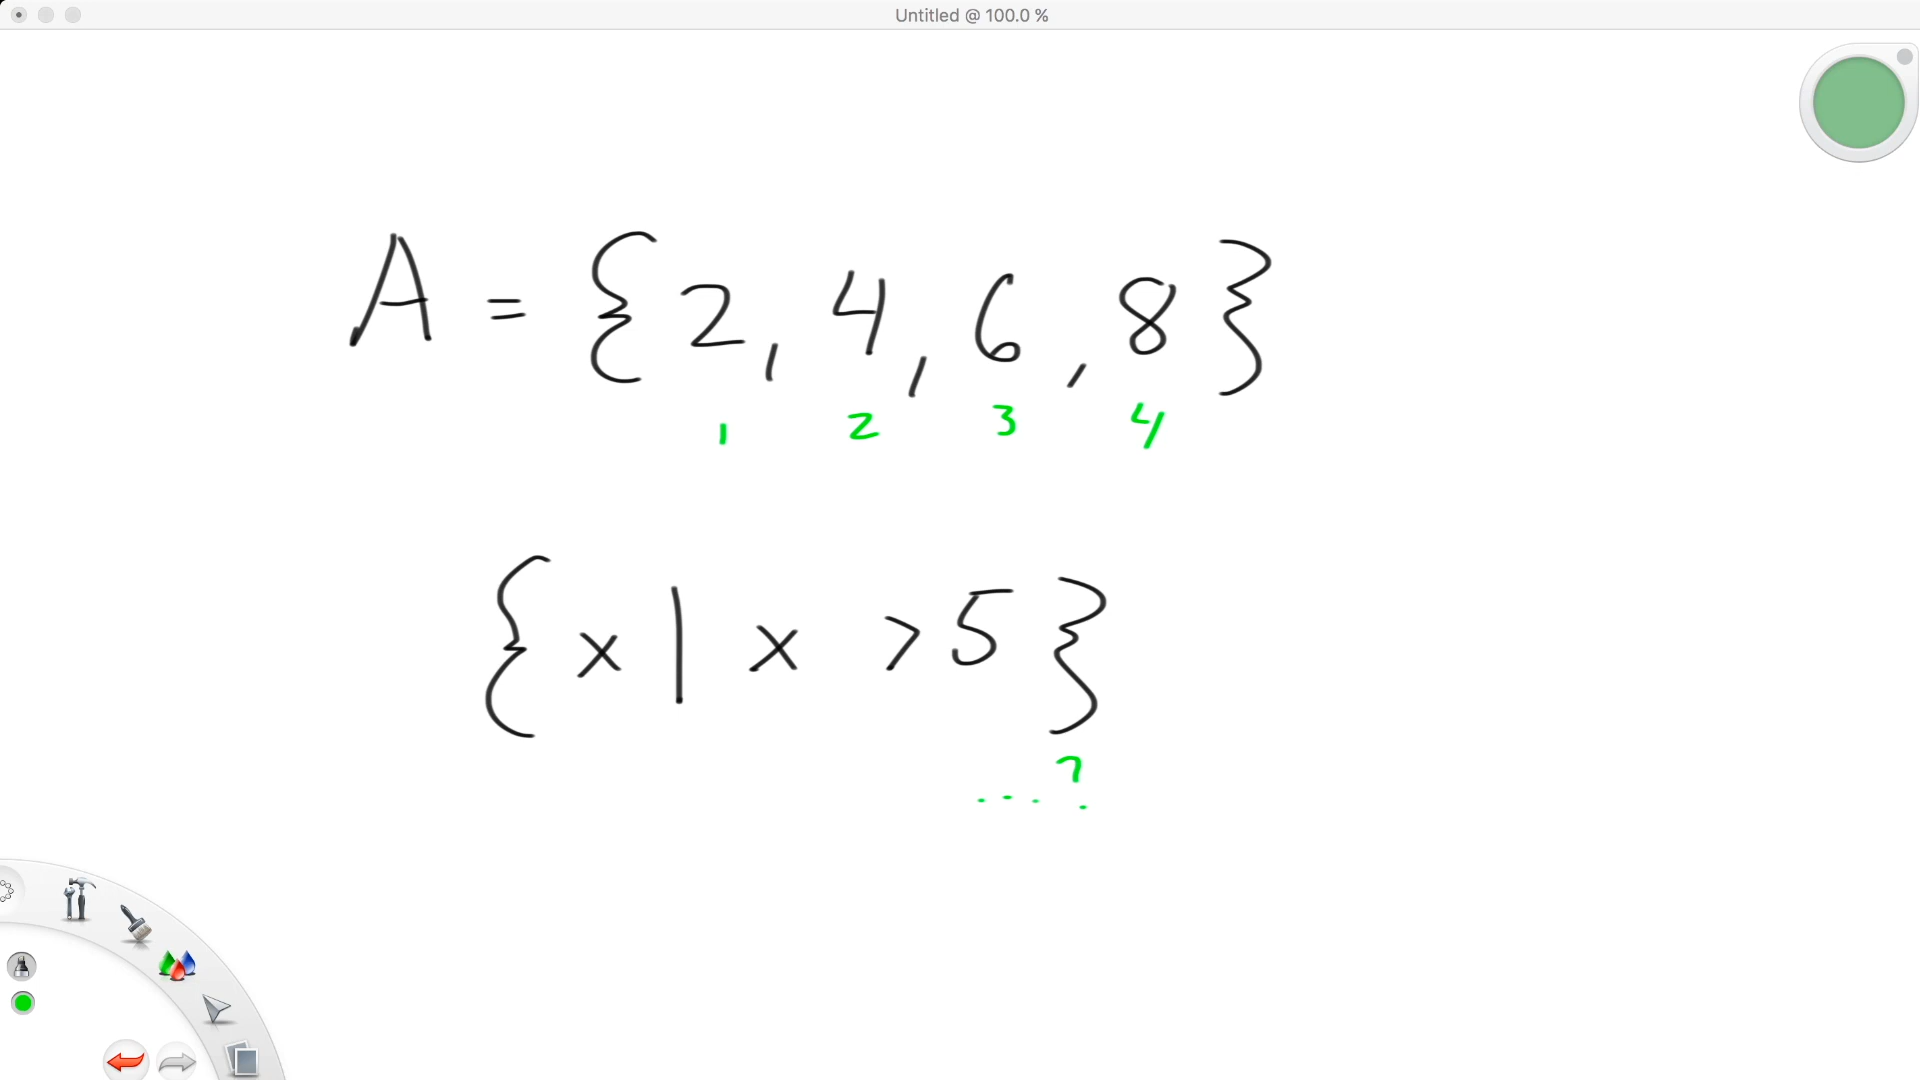 Untitled @ 100.0 %
A = {2, 4, 6, 8}
1 2 3 4
{x | x > 5}
... ?